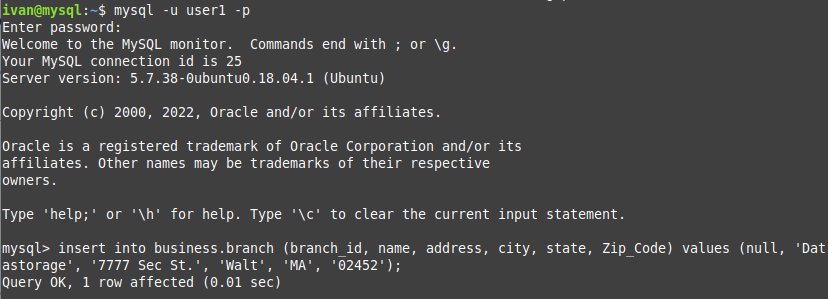 ivan@mysql:~$ mysql -u user1 -p
Enter password:
Welcome to the MySQL monitor.  Commands end with ; or \g.
Your MySQL connection id is 25
Server version: 5.7.38-0ubuntu0.18.04.1 (Ubuntu)
Copyright (c) 2000, 2022, Oracle and/or its affiliates.
Oracle is a registered trademark of Oracle Corporation and/or its
affiliates. Other names may be trademarks of their respective
owners.
Type 'help;' or '\h' for help. Type '\c' to clear the current input statement.
mysql> insert into business.branch (branch_id, name, address, city, state, Zip_Code) values (null, 'Dat
astorage', '7777 Sec St.', 'Walt', 'MA', '02452');
Query OK, 1 row affected (0.01 sec)